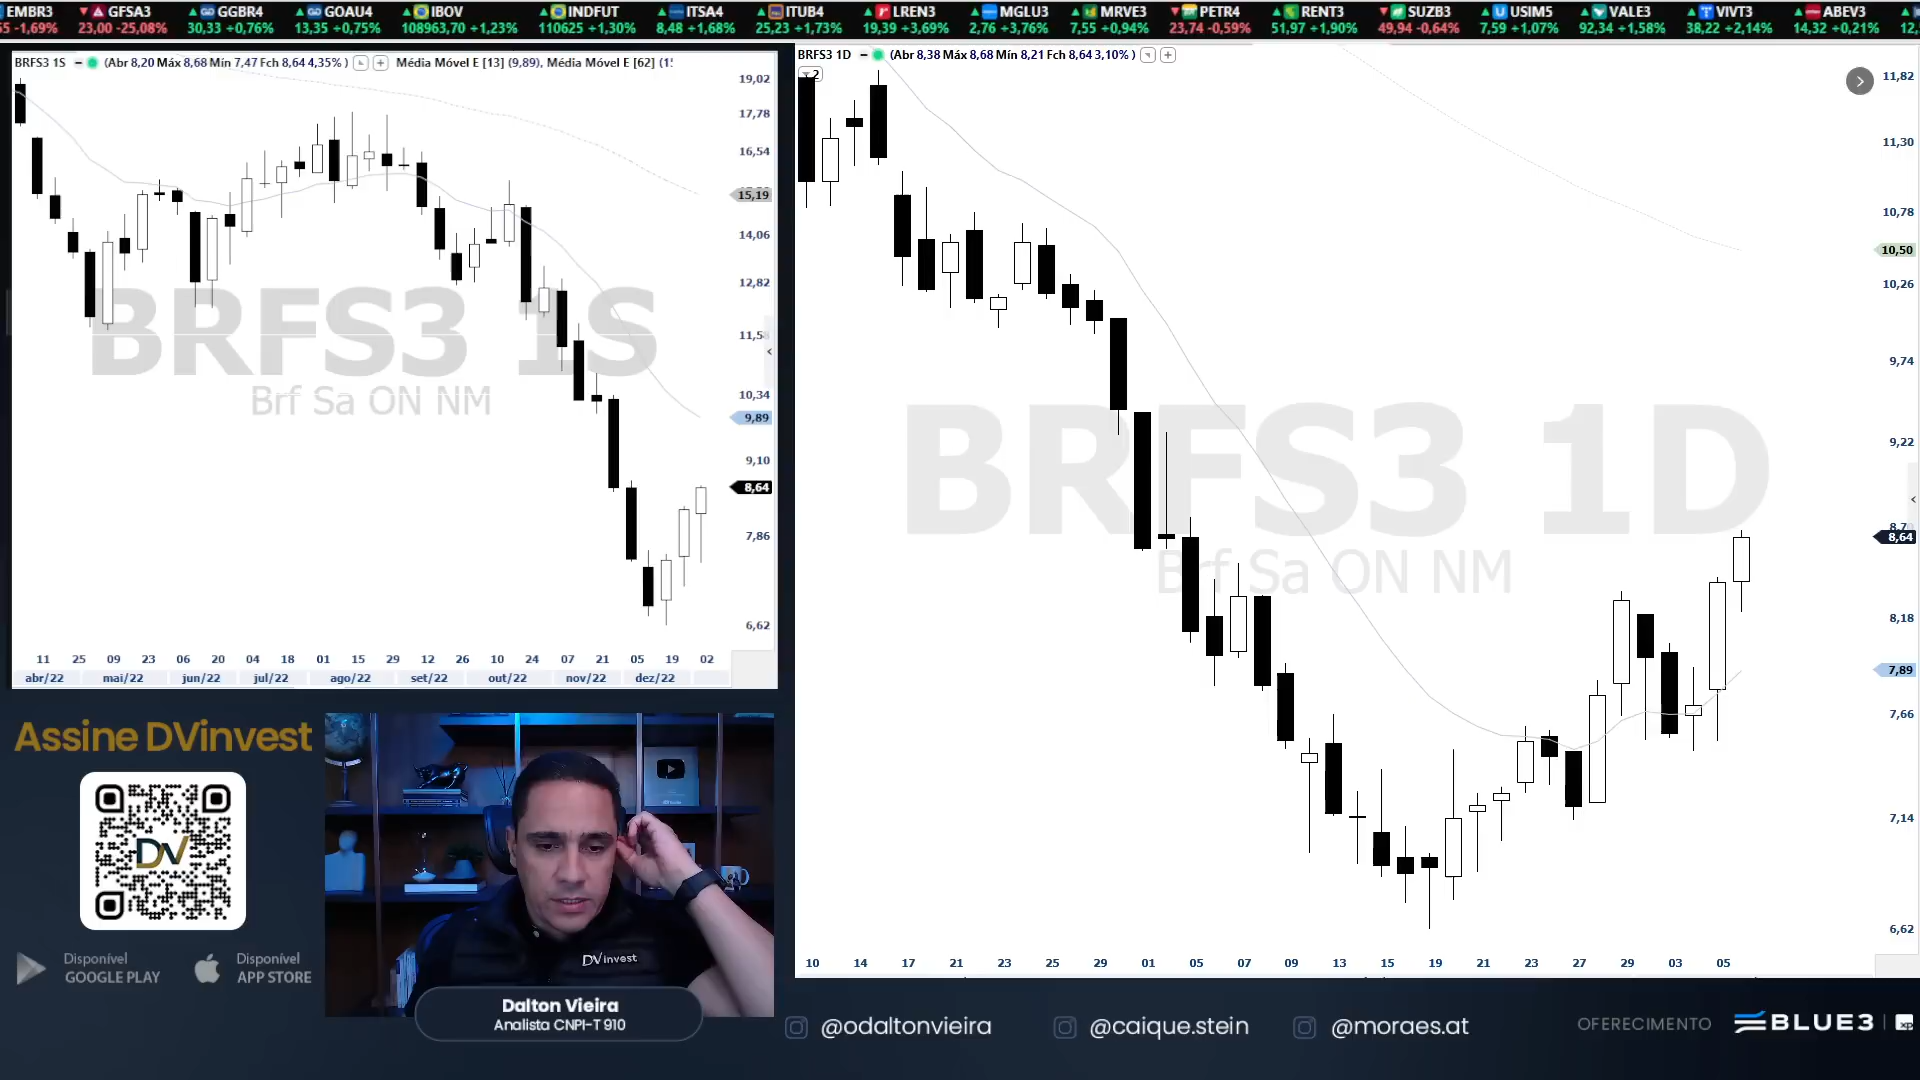 EMBR3 GFSA3 GGBR4 GOAU4 IBOV INDFUT ITSA4 ITUB4 LREN3 MGLU3 MRVE3 PETR4 RENT3 SUZB3 USIM5 VALE3 VIVT3 ABEV3
-1,69% 23,00 -25,08% 30,33 +0,76% 13,35 +0,75% 108963,70 +1,23% 110625 +1,30% 8,48 +1,68% 25,23 +1,73% 19,39 +3,69% 2,76 +3,76% 7,55 +0,94% 23,74 -0,59% 51,97 +1,90% 49,94 -0,64% 7,59 +1,07% 92,34 +1,58% 38,22 +2,14% 14,32 +0,21%
BRFS3 1S (Abr 8,20 Máx 8,68 Mín 7,47 Fch 8,64 4,35% ) Média Móvel E [13] (9,89), Média Móvel E [62] (1
19,02
17,78
16,54
15,19
14,06
12,82
11,58
10,34
9,89
9,10
8,64
7,86
6,62
BRFS3 1S
Brf Sa ON NM
11 25 09 23 06 20 04 18 01 15 29 12 26 10 24 07 21 05 19 02
abr/22 mai/22 jun/22 jul/22 ago/22 set/22 out/22 nov/22 dez/22
BRFS3 1D (Abr 8,38 Máx 8,68 Mín 8,21 Fch 8,64 3,10% )
2
11,82
11,30
10,78
10,50
10,26
9,74
9,22
8,70
8,64
8,18
7,89
7,66
7,14
6,62
BRFS3 1D
Brf Sa ON NM
10 14 17 21 23 25 29 01 05 07 09 13 15 19 21 23 27 29 03 05
Assine DVinvest
DV
Disponível
GOOGLE PLAY
Disponível
APP STORE
DVinvest
Dalton Vieira
Analista CNPI-T 910
@odaltonvieira
@caique.stein
@moraes.at
OFERECIMENTO
BLUE3
xp